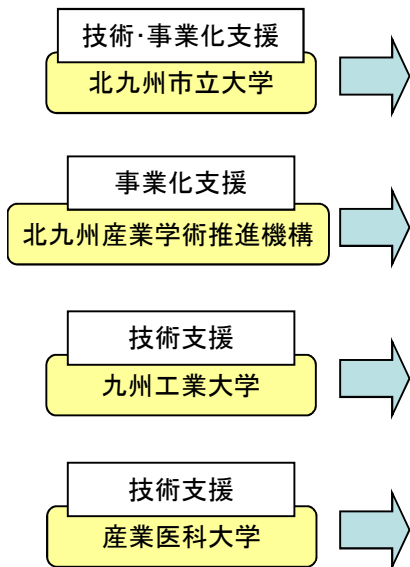 技術･事業化支援
北九州市立大学
事業化支援
北九州産業学術推進機構
技術支援
九州工業大学
技術支援
産業医科大学